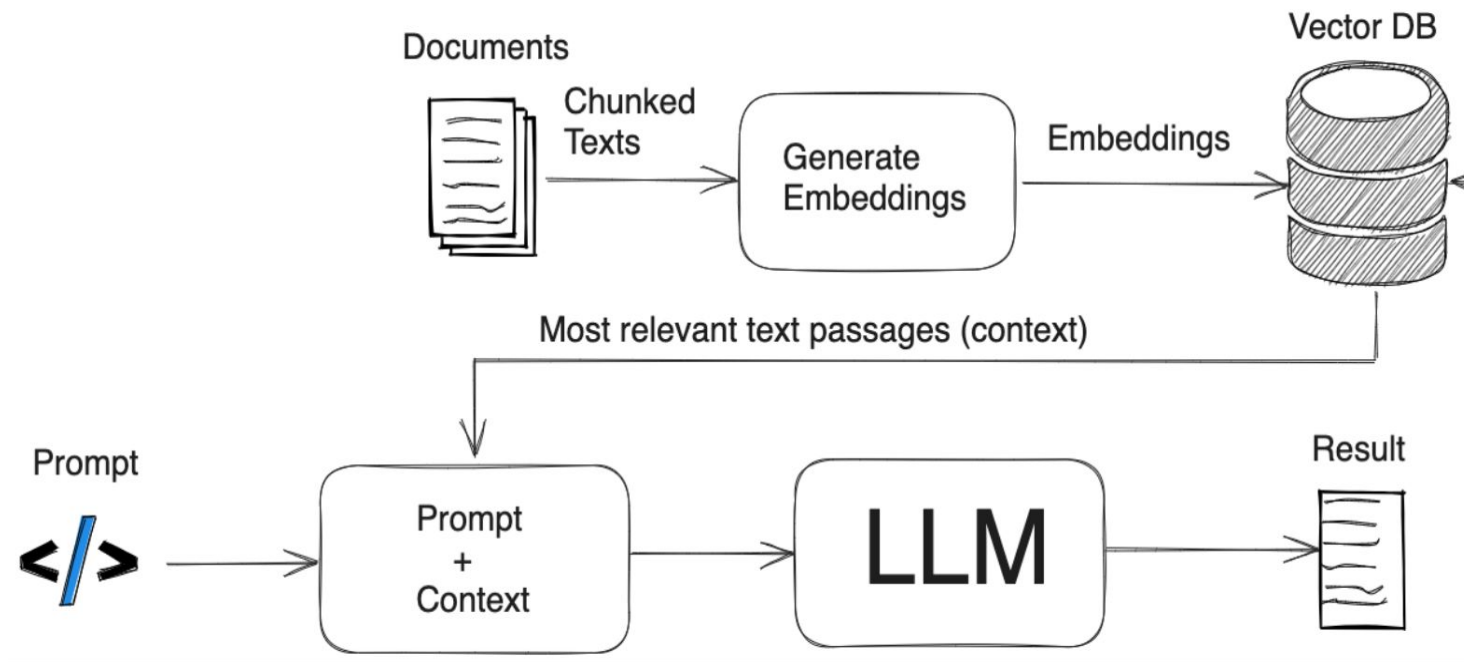 Documents
Vector DB
Chunked
Texts
Generate
Embeddings
Embeddings
Most relevant text passages (context)
Prompt
</>
Prompt
+
Context
LLM
Result